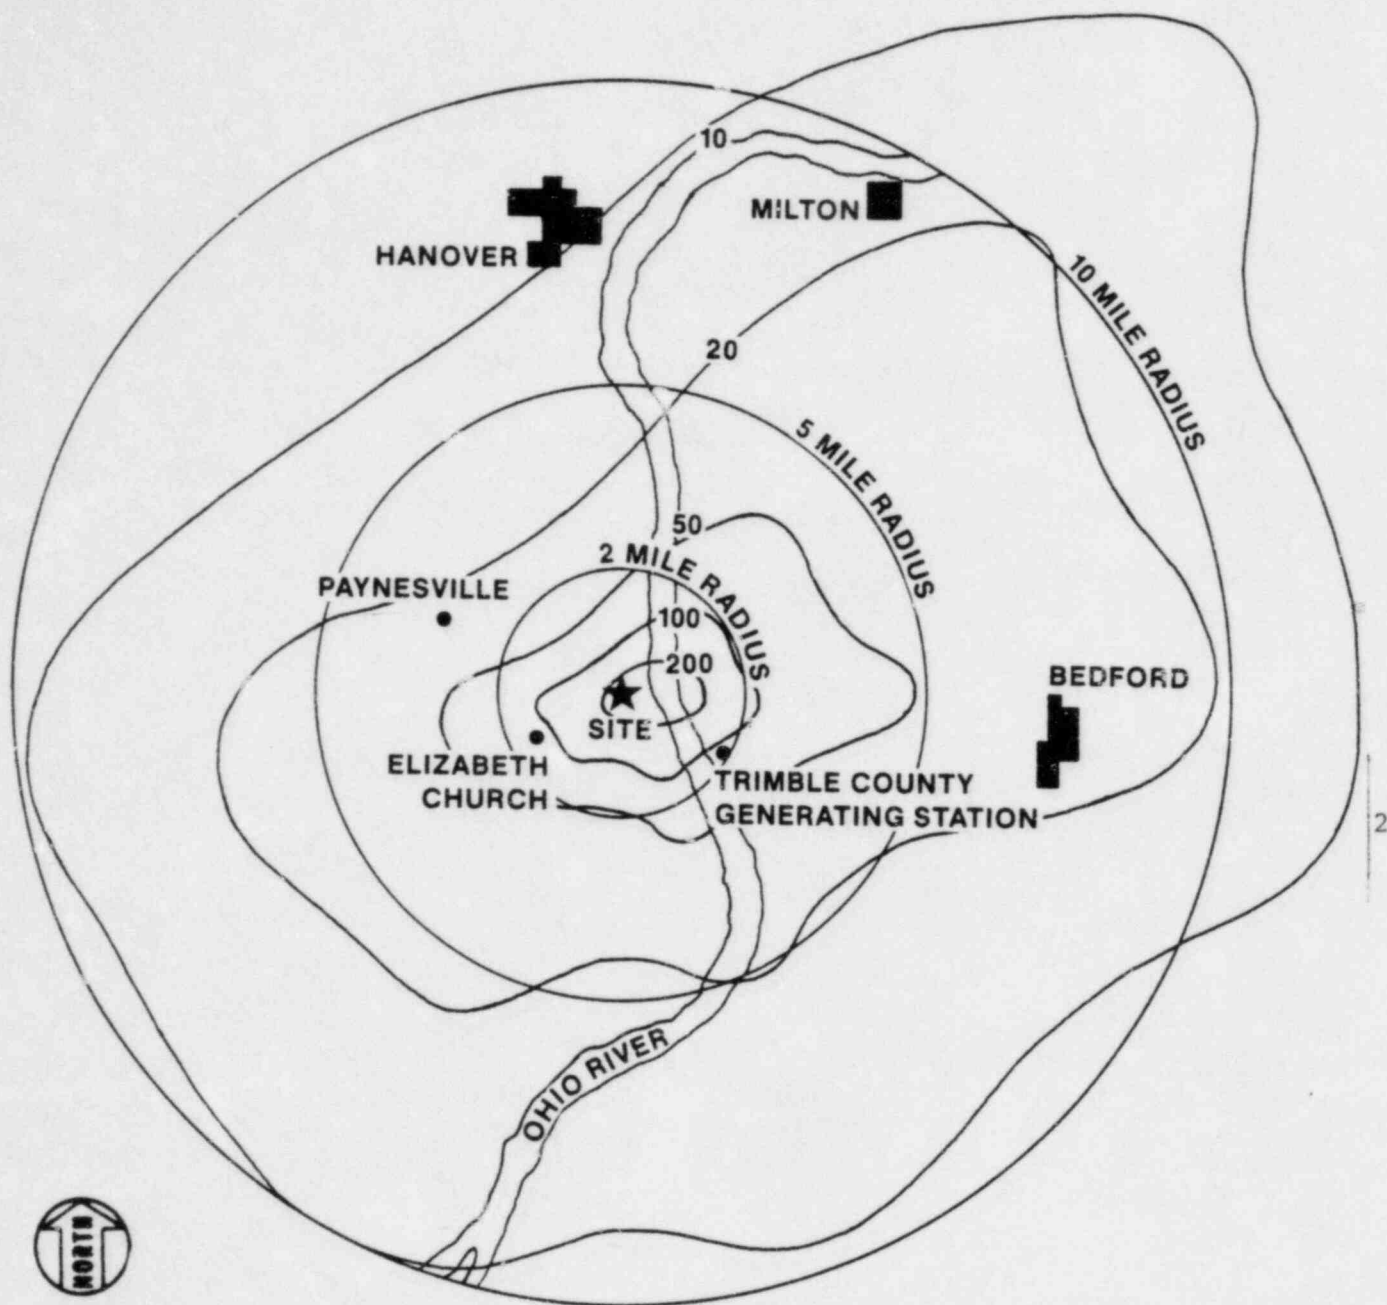 10
MILTON
HANOVER
10 MILE RADIUS
20
5 MILE RADIUS
50
2 MILE RADIUS
PAYNESVILLE
100
200
BEDFORD
SITE
ELIZABETH
CHURCH
TRIMBLE COUNTY
GENERATING STATION
2
OHIO RIVER
NORTH